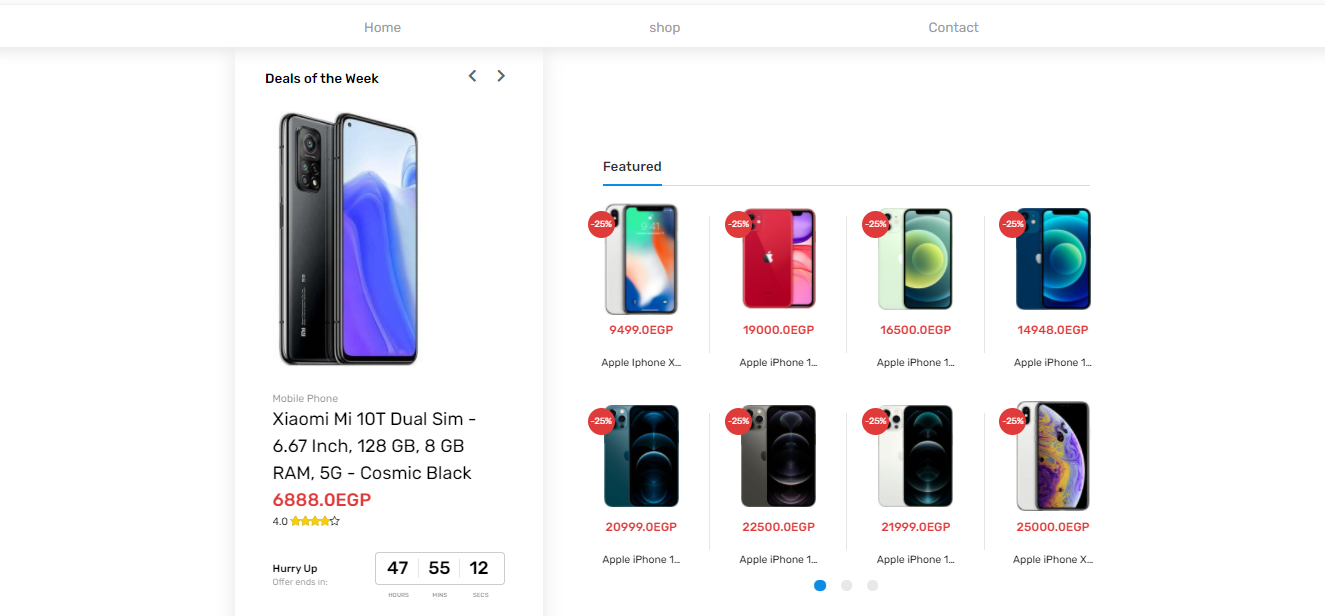 Home
shop
Contact
Deals of the Week
Mobile Phone
Xiaomi Mi 10T Dual Sim -
6.67 Inch, 128 GB, 8 GB
RAM, 5G - Cosmic Black
6888.0EGP
4.0
Hurry Up
Offer ends in:
47 55 12
HOURS MINS SECS
Featured
-25% -25% -25% -25%
9499.0EGP 19000.0EGP 16500.0EGP 14948.0EGP
Apple Iphone X... Apple iPhone 1... Apple iPhone 1... Apple iPhone 1...
-25% -25% -25% -25%
20999.0EGP 22500.0EGP 21999.0EGP 25000.0EGP
Apple iPhone 1... Apple iPhone 1... Apple iPhone 1... Apple iPhone X...